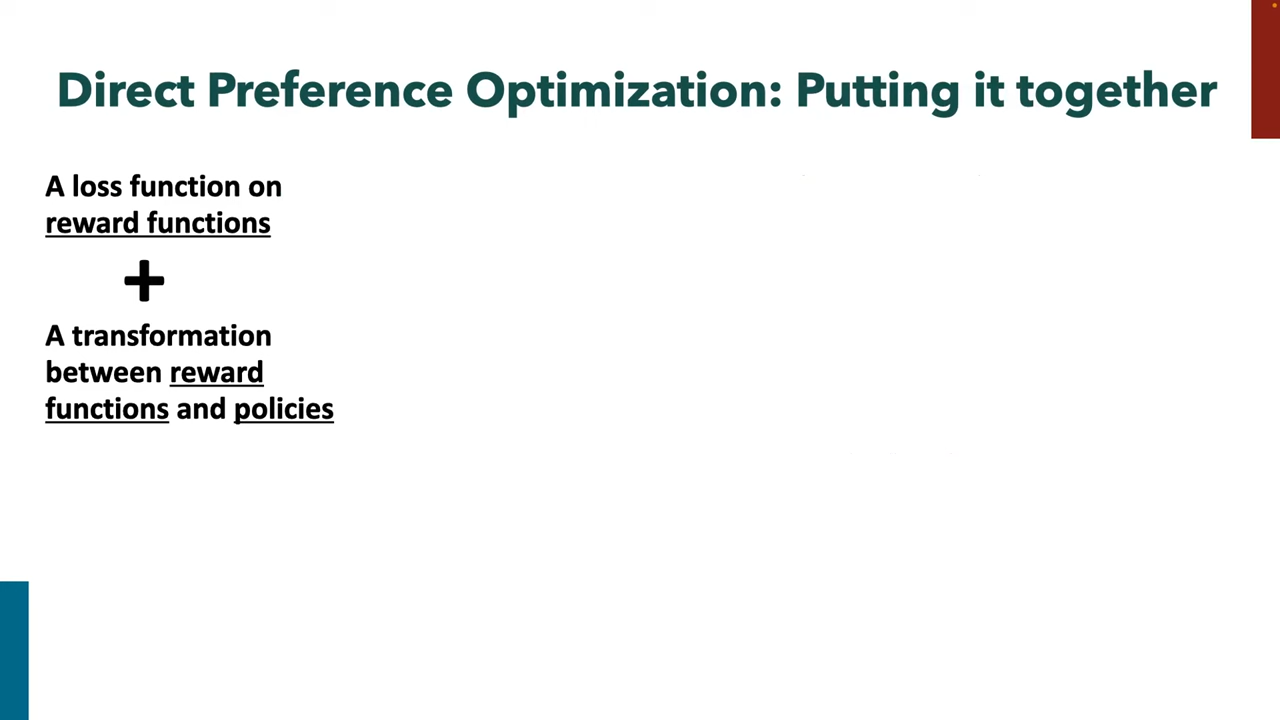 Direct Preference Optimization: Putting it together
A loss function on
reward functions
+
A transformation
between reward
functions and policies